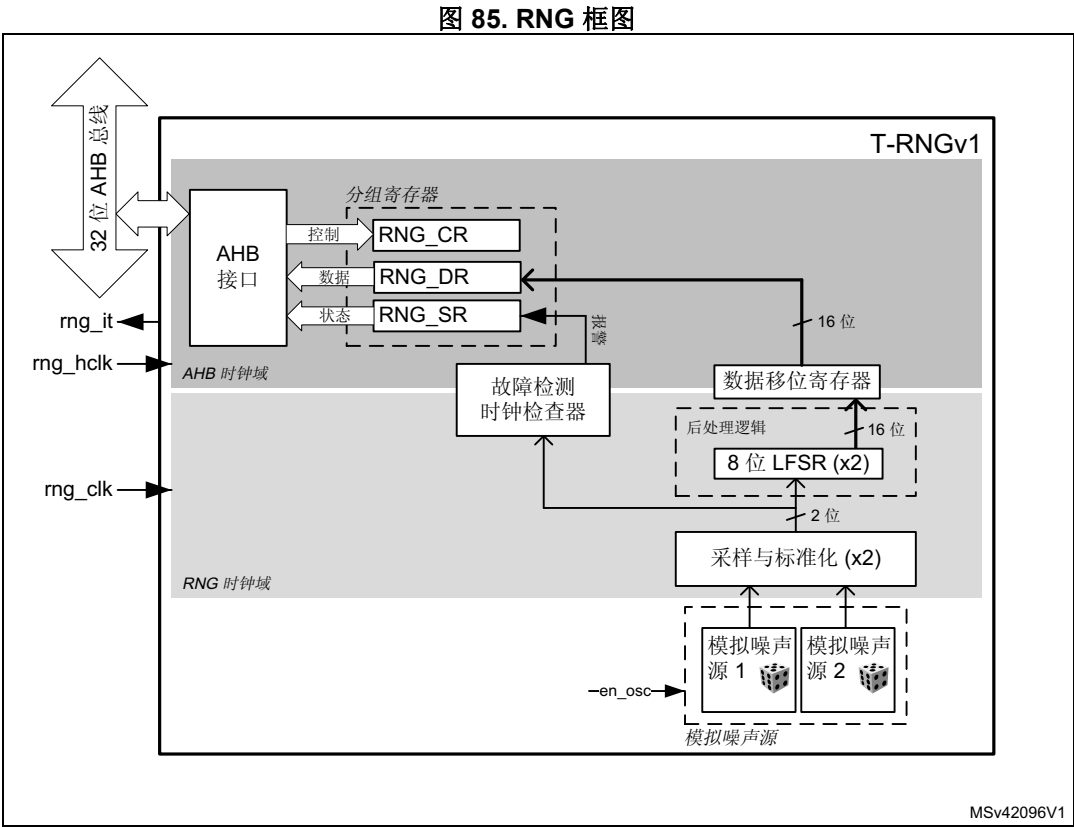 图 85. RNG 框图
32 位 AHB 总线
T-RNGv1
分组寄存器
AHB
接口
控制
RNG_CR
数据
RNG_DR
状态
RNG_SR
报警
16 位
rng_it
rng_hclk
AHB 时钟域
故障检测
时钟检查器
数据移位寄存器
后处理逻辑
16 位
8 位 LFSR (x2)
rng_clk
2 位
采样与标准化 (x2)
RNG 时钟域
模拟噪声
源 1
模拟噪声
源 2
en_osc
模拟噪声源
MSv42096V1